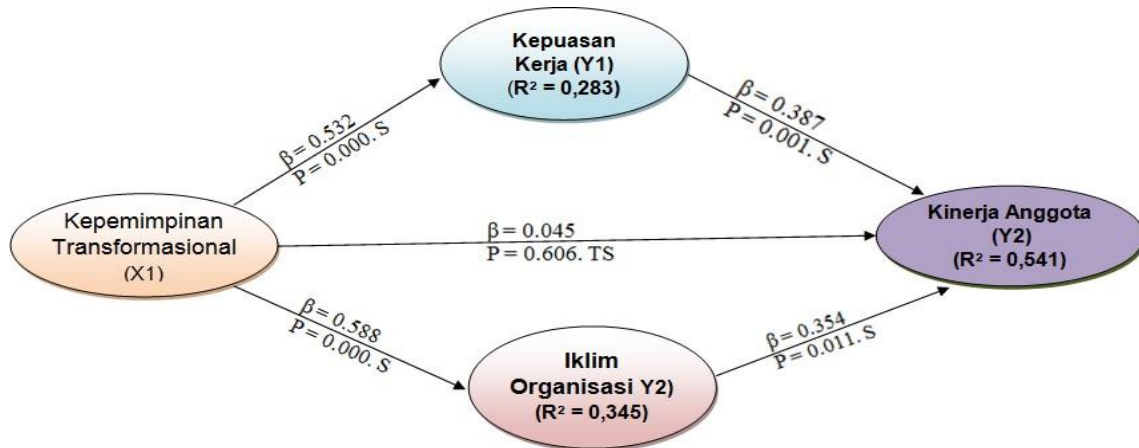 Kepuasan
Kerja (Y1)
(R² = 0,283)
β = 0.532
P = 0.000. S
β = 0.387
P = 0.001. S
Kepemimpinan
Transformasional
(X1)
β = 0.045
P = 0.606. TS
Kinerja Anggota
(Y2)
(R² = 0,541)
β = 0.588
P = 0.000. S
β = 0.354
P = 0.011. S
Iklim
Organisasi Y2)
(R² = 0,345)